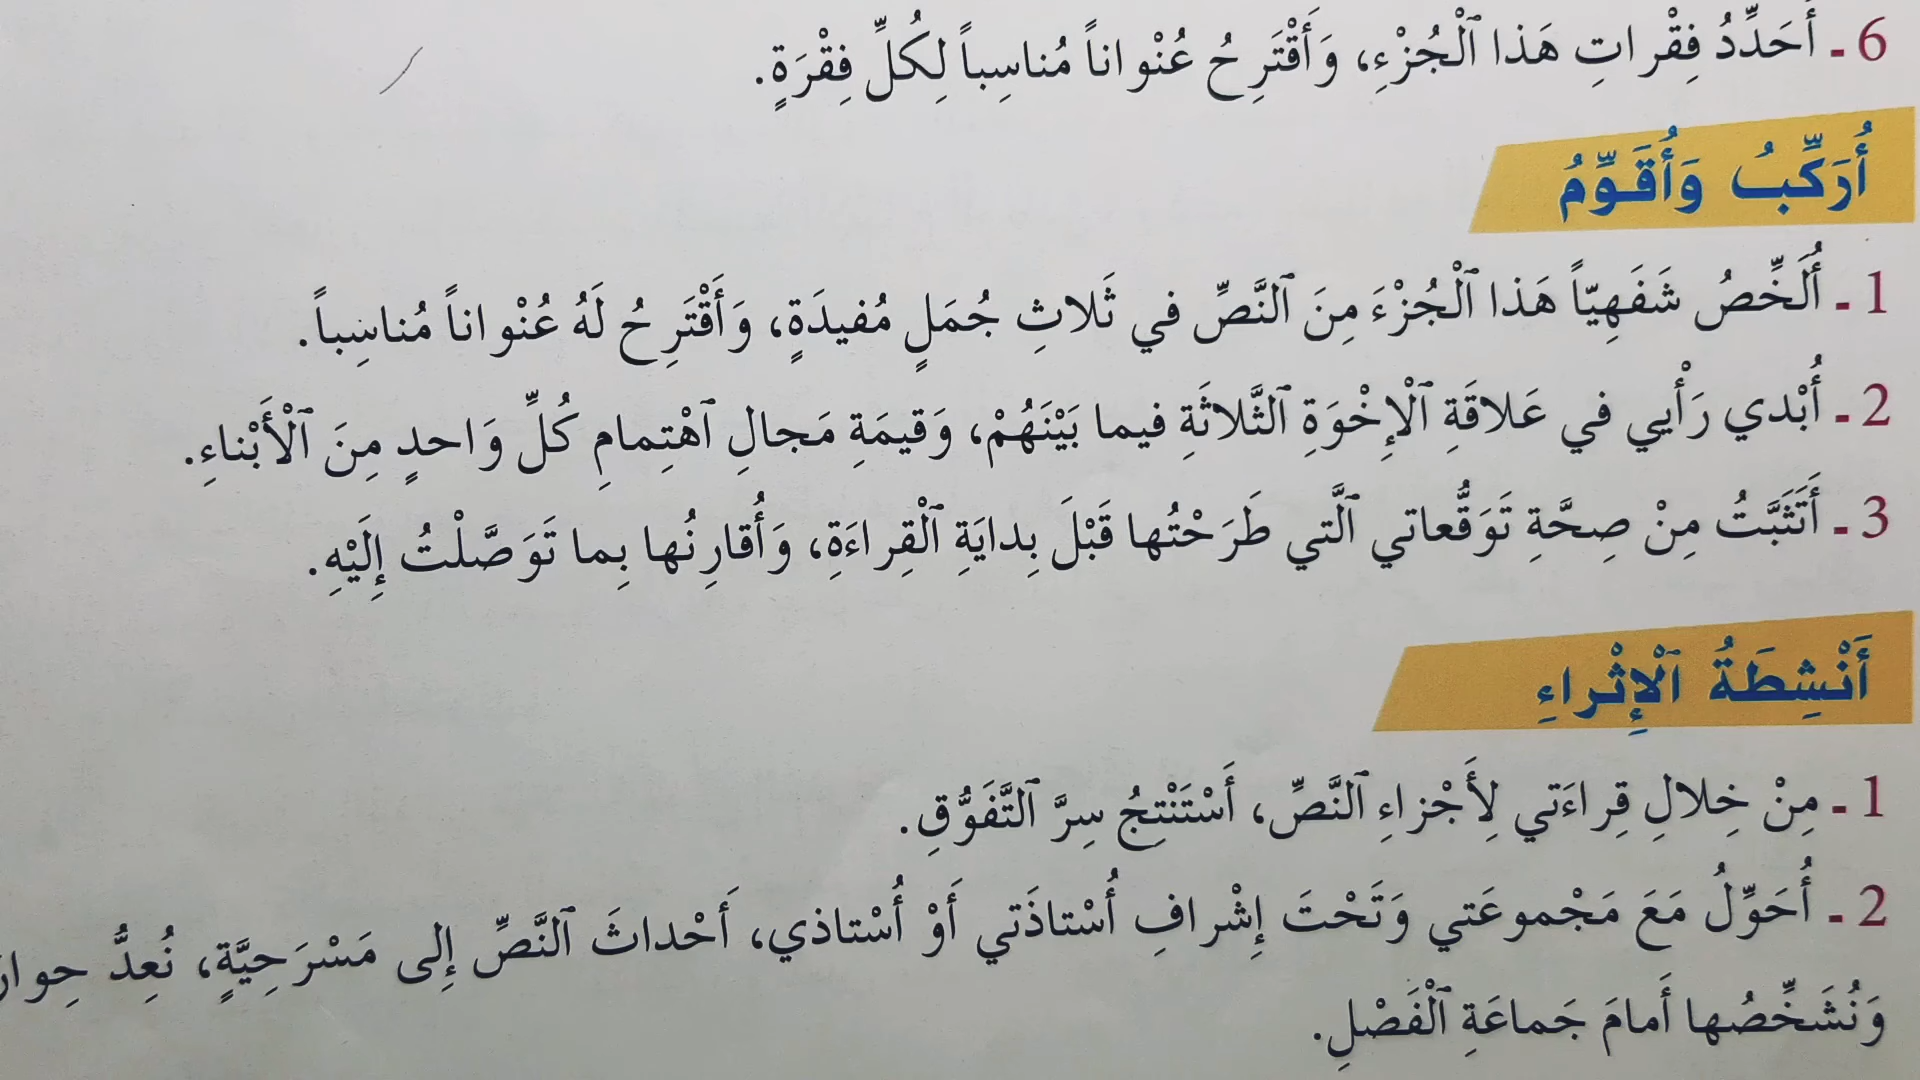 6 ـ أُحَدِّدُ فِقْراتِ هَذا ٱلْجُزْءِ، وَأَقْتَرِحُ عُنْواناً مُناسِباً لِكُلِّ فِقْرَةٍ.
أُرَكِّبُ وَأُقَوِّمُ
1 ـ أُلَخِّصُ شَفَهِيّاً هَذا ٱلْجُزْءَ مِنَ ٱلنَّصِّ في ثَلاثِ جُمَلٍ مُفيدَةٍ، وَأَقْتَرِحُ لَهُ عُنْواناً مُناسِباً.
2 ـ أُبْدي رَأْيي في عَلاقَةِ ٱلْإِخْوَةِ ٱلثَّلاثَةِ فيما بَيْنَهُمْ، وَقيمَةِ مَجالِ ٱهْتِمامِ كُلِّ وَاحدٍ مِنَ ٱلْأَبْناءِ.
3 ـ أَتَثَبَّتُ مِنْ صِحَّةِ تَوَقُّعاتي ٱلَّتي طَرَحْتُها قَبْلَ بِدايَةِ ٱلْقِراءَةِ، وَأُقارِنُها بِما تَوَصَّلْتُ إِلَيْهِ.
أَنْشِطَةُ ٱلْإِثْراءِ
1 ـ مِنْ خِلالِ قِراءَتي لِأَجْزاءِ ٱلنَّصِّ، أَسْتَنْتِجُ سِرَّ ٱلتَّفَوُّقِ.
2 ـ أُحَوِّلُ مَعَ مَجْموعَتي وَتَحْتَ إِشْرافِ أُسْتاذَتي أَوْ أُسْتاذي، أَحْداثَ ٱلنَّصِّ إِلى مَسْرَحِيَّةٍ، نُعِدُّ
وَنُشَخِّصُها أَمامَ جَماعَةِ ٱلْفَصْلِ.